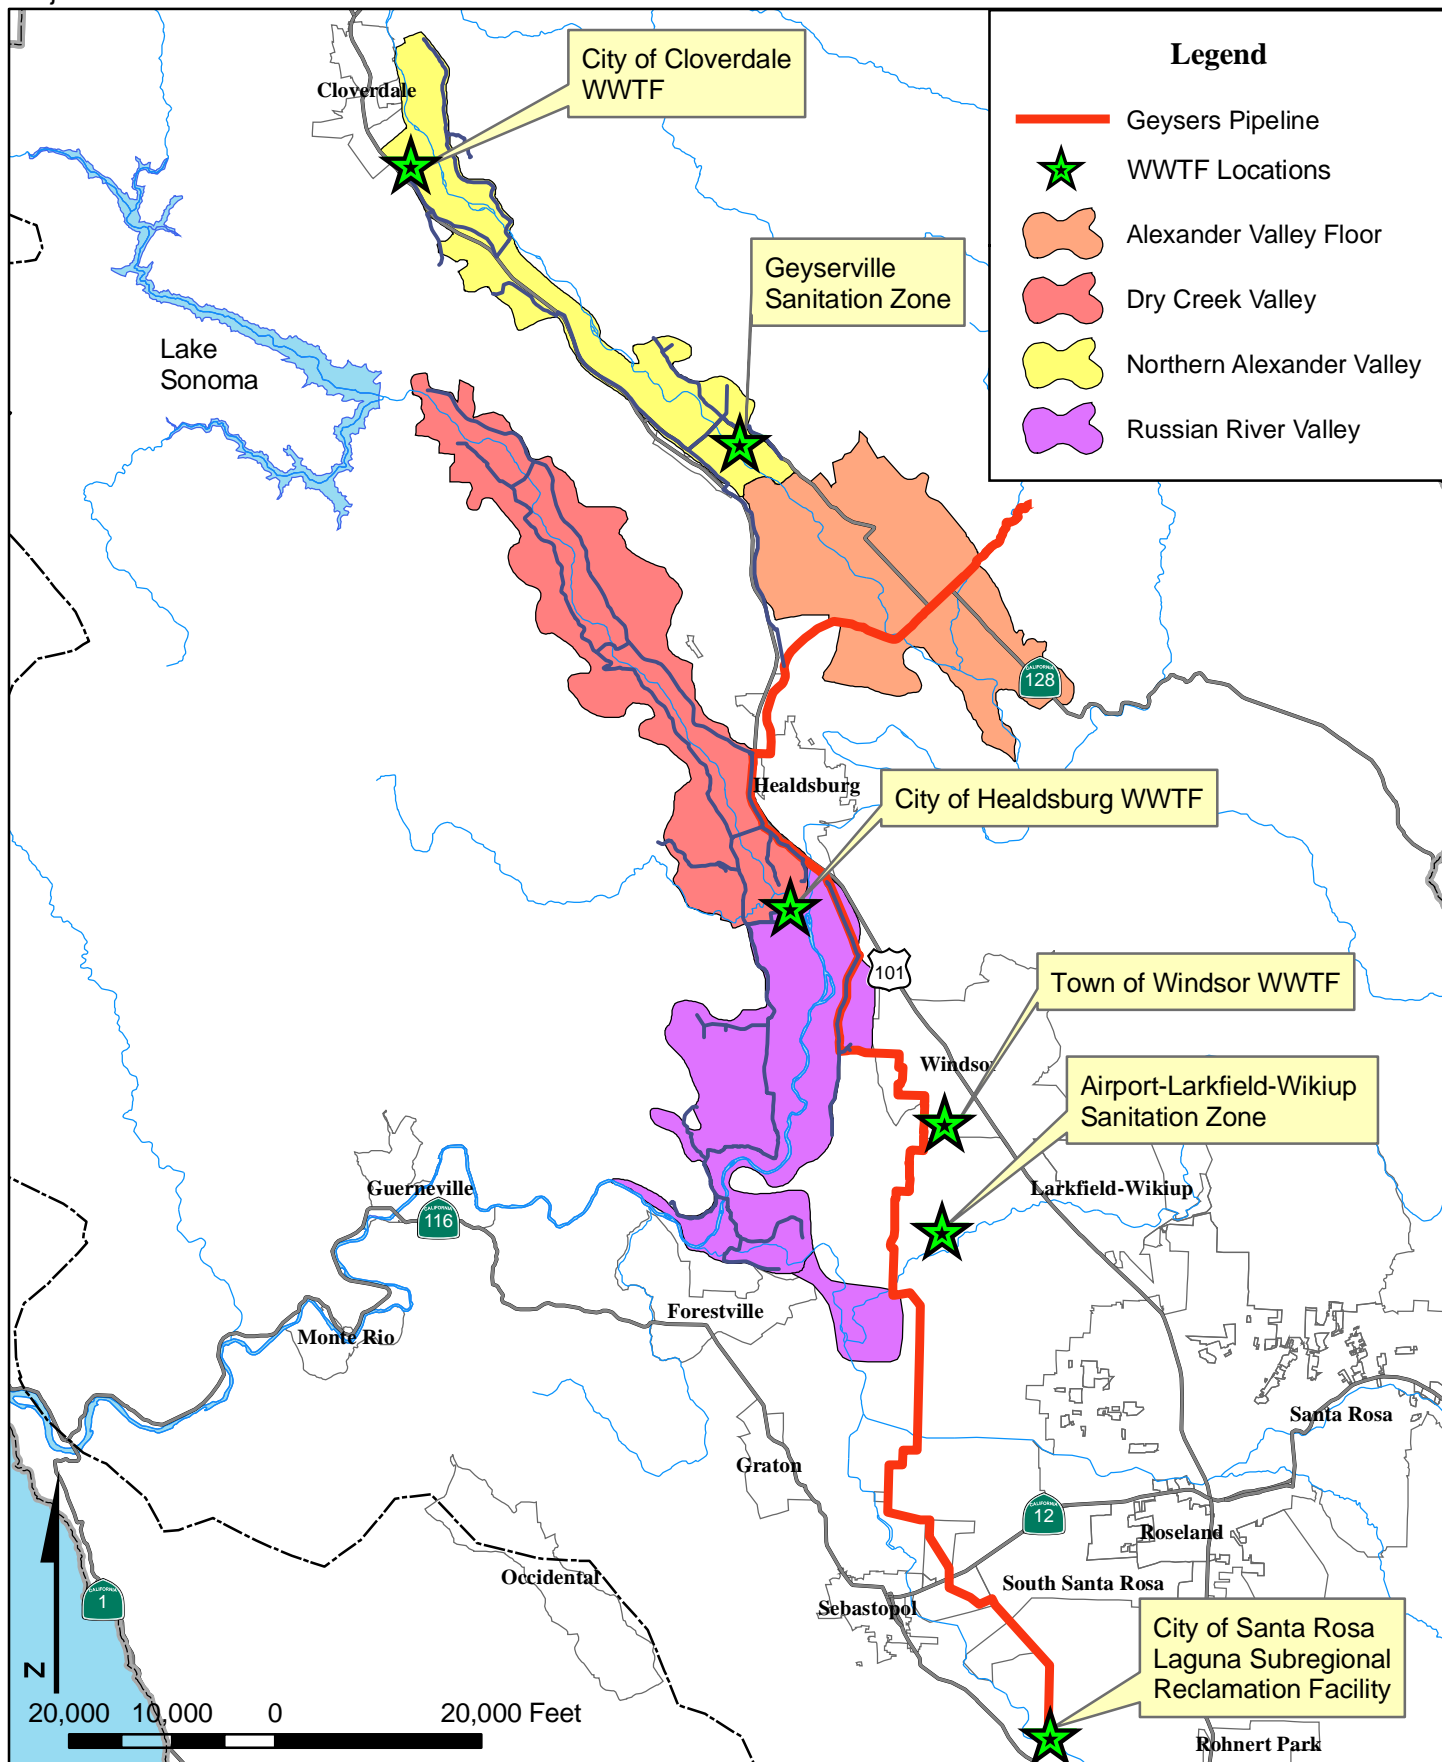 Legend
Geysers Pipeline
WWTF Locations
Alexander Valley Floor
Dry Creek Valley
Northern Alexander Valley
Russian River Valley
City of Cloverdale
WWTF
Cloverdale
Geyserville
Sanitation Zone
Lake
Sonoma
CALIFORNIA
128
Healdsburg
City of Healdsburg WWTF
101
Town of Windsor WWTF
Windsor
Airport-Larkfield-Wikiup
Sanitation Zone
Larkfield-Wikiup
Guerneville
CALIFORNIA
116
Forestville
Monte Rio
Santa Rosa
Graton
CALIFORNIA
12
Roseland
Occidental
South Santa Rosa
CALIFORNIA
1
Sebastopol
City of Santa Rosa
Laguna Subregional
Reclamation Facility
N
20,000 10,000 0 20,000 Feet
Rohnert Park